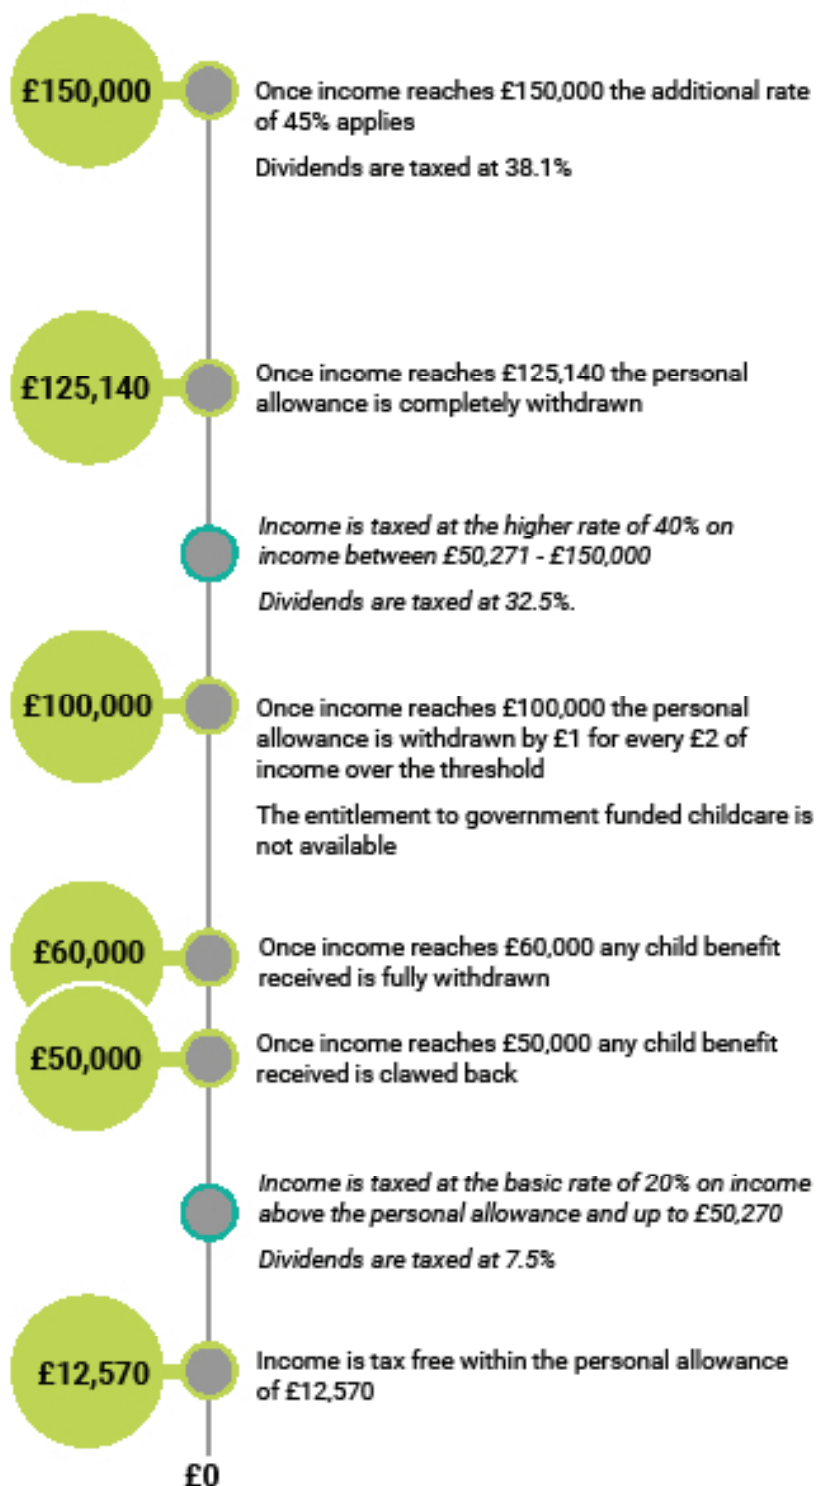 £150,000
Once income reaches £150,000 the additional rate
of 45% applies
Dividends are taxed at 38.1%
£125,140
Once income reaches £125,140 the personal
allowance is completely withdrawn
Income is taxed at the higher rate of 40% on
income between £50,271 - £150,000
Dividends are taxed at 32.5%.
£100,000
Once income reaches £100,000 the personal
allowance is withdrawn by £1 for every £2 of
income over the threshold
The entitlement to government funded childcare is
not available
£60,000
Once income reaches £60,000 any child benefit
received is fully withdrawn
£50,000
Once income reaches £50,000 any child benefit
received is clawed back
Income is taxed at the basic rate of 20% on income
above the personal allowance and up to £50,270
Dividends are taxed at 7.5%
£12,570
Income is tax free within the personal allowance
of £12,570
£0